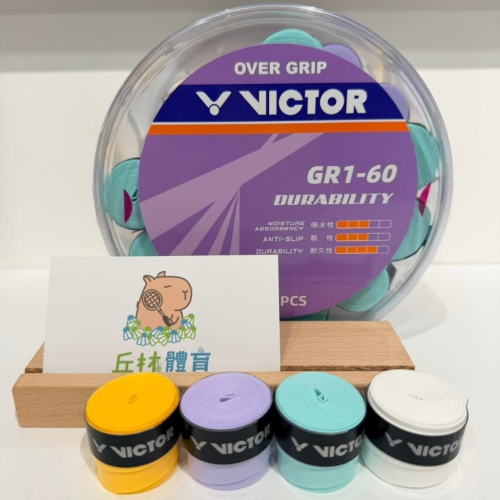 OVER GRIP
VICTOR
GR1-60
DURABILITY
MOISTURE ABSORBENCY 吸水性
ANTI-SLIP 黏 性
DURABILITY 耐久性
PCS
丘林體育
VICTOR
VICTOR
VICTOR
VICTOR